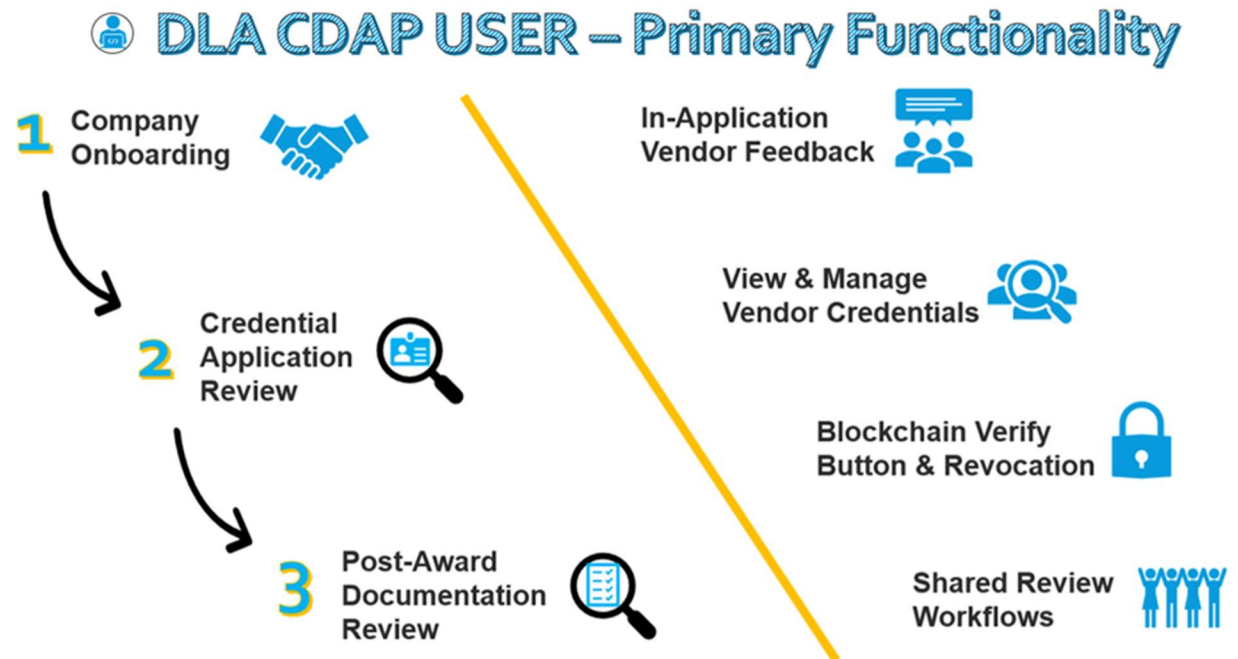 DLA CDAP USER – Primary Functionality
1 Company
Onboarding
2 Credential
Application
Review
3 Post-Award
Documentation
Review
In-Application
Vendor Feedback
View & Manage
Vendor Credentials
Blockchain Verify
Button & Revocation
Shared Review
Workflows